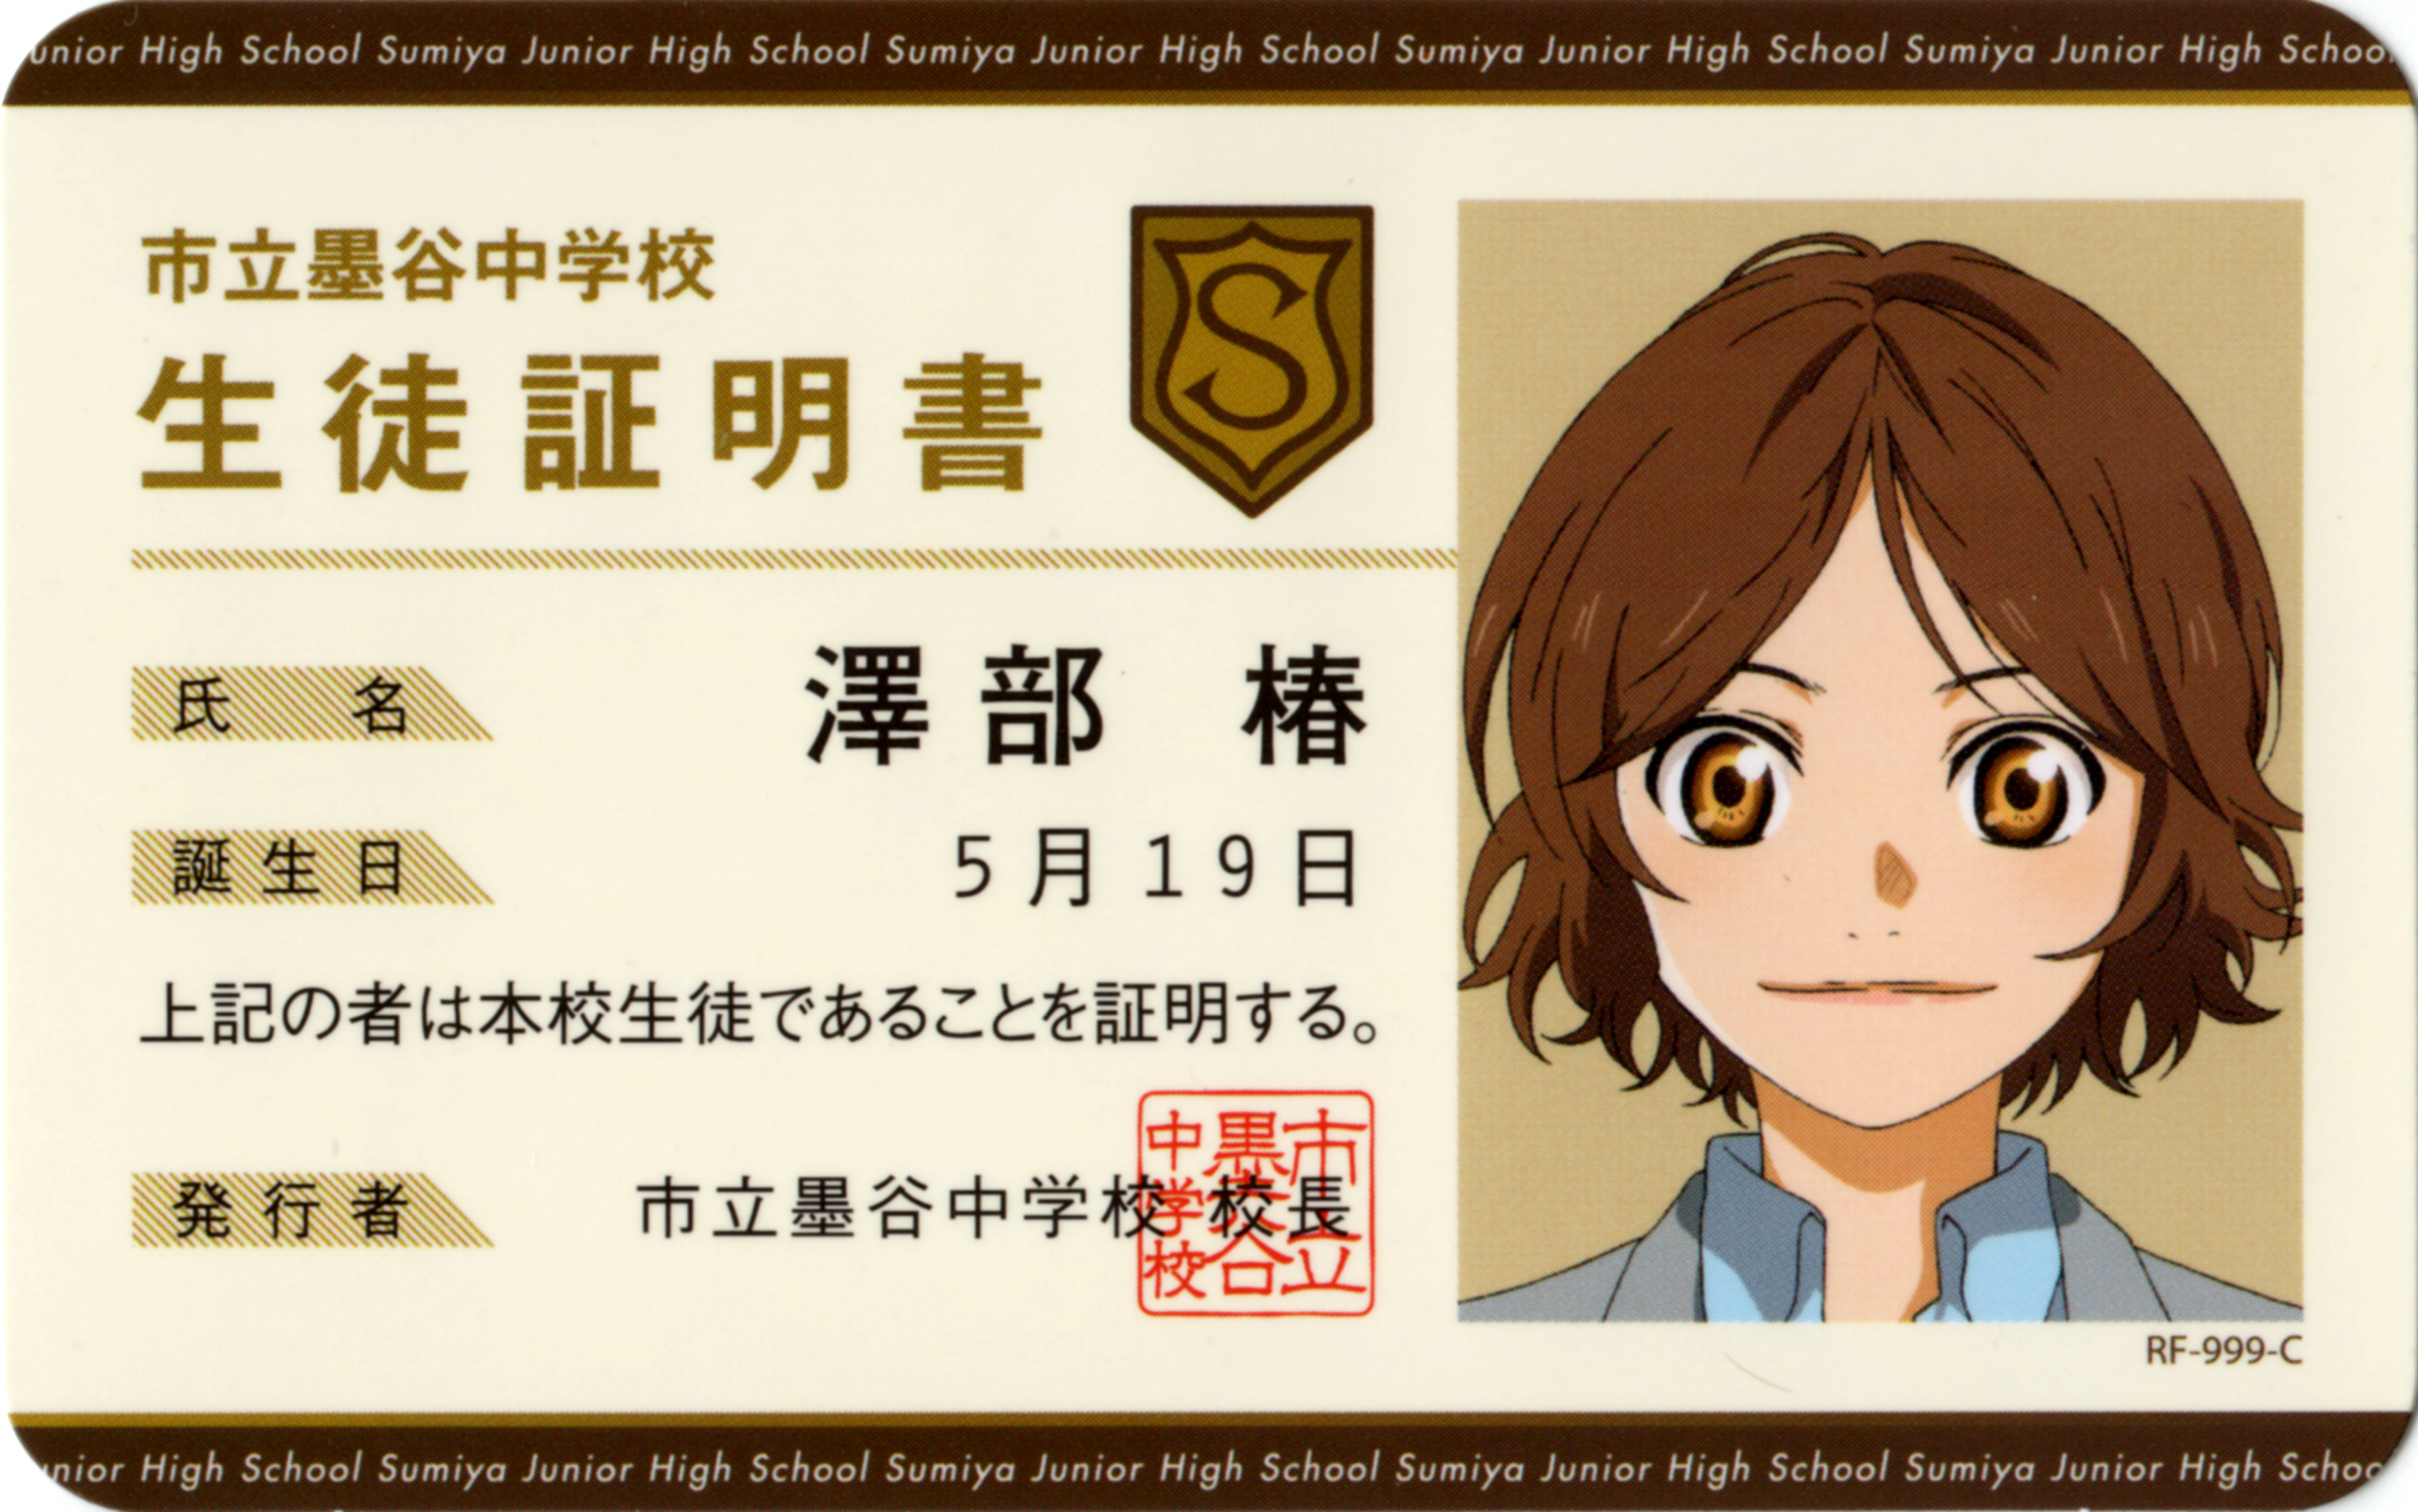 unior High School Sumiya Junior High School Sumiya Junior High School Sumiya Junior High School Sumiya Junior High School
市立墨谷中学校
生徒証明書
S
氏名 澤部 椿
誕生日 5月19日
上記の者は本校生徒であることを証明する。
発行者 市立墨谷中学校 校長
市立墨谷中学校
RF-999-C
unior High School Sumiya Junior High School Sumiya Junior High School Sumiya Junior High School Sumiya Junior High Schoo